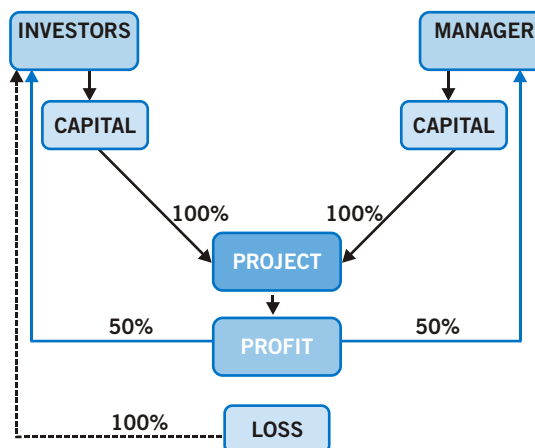 INVESTORS
MANAGER
CAPITAL
CAPITAL
100%
100%
PROJECT
50%
50%
PROFIT
100%
LOSS